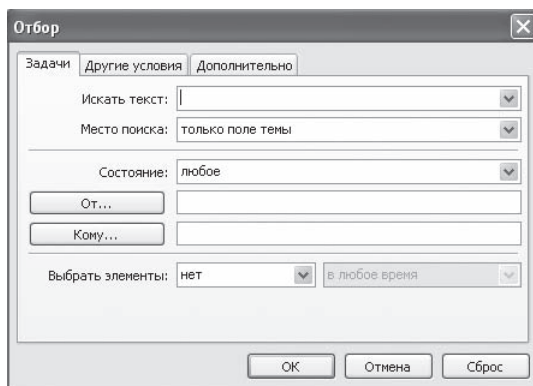 Отбор
Задачи Другие условия Дополнительно
Искать текст:
Место поиска: только поле темы
Состояние: любое
От...
Кому...
Выбрать элементы: нет в любое время
ОК Отмена Сброс